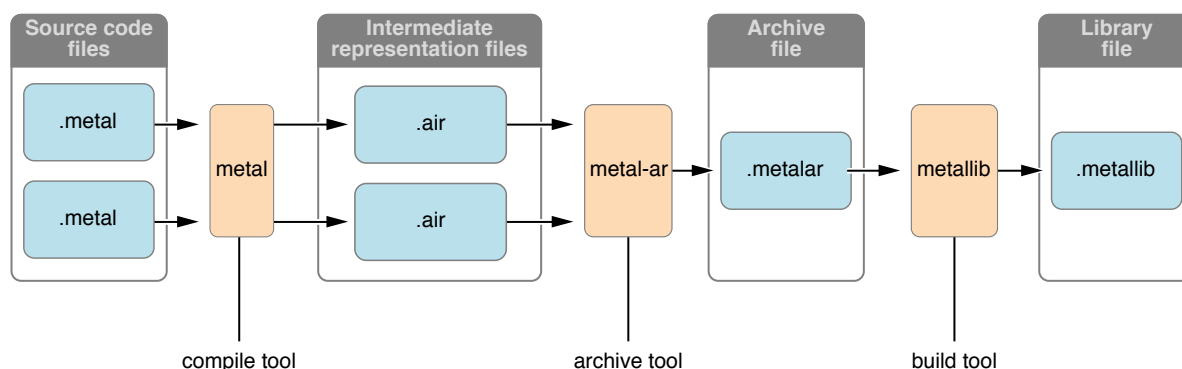 Source code
files
Intermediate
representation files
Archive
file
Library
file
.metal
.metal
metal
.air
.air
metal-ar
.metalar
metallib
.metallib
compile tool
archive tool
build tool